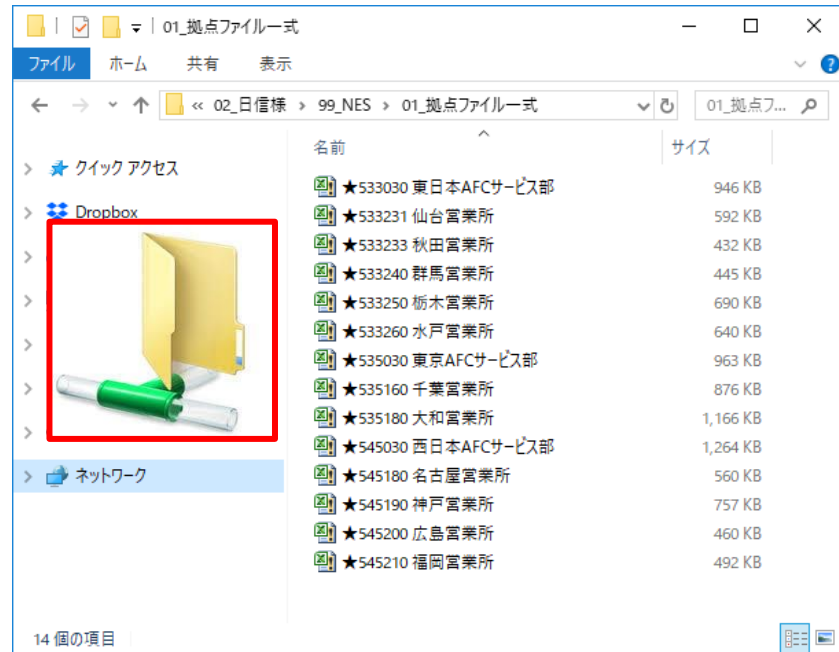 01_拠点ファイル一式
ファイル ホーム 共有 表示
« 02_日信様 › 99_NES › 01_拠点ファイル一式 01_拠点フ...
名前 サイズ
クイック アクセス
Dropbox
ネットワーク
★533030 東日本AFCサービス部 946 KB
★533231 仙台営業所 592 KB
★533233 秋田営業所 432 KB
★533240 群馬営業所 445 KB
★533250 栃木営業所 690 KB
★533260 水戸営業所 640 KB
★535030 東京AFCサービス部 963 KB
★535160 千葉営業所 876 KB
★535180 大和営業所 1,166 KB
★545030 西日本AFCサービス部 1,264 KB
★545180 名古屋営業所 560 KB
★545190 神戸営業所 757 KB
★545200 広島営業所 460 KB
★545210 福岡営業所 492 KB
14 個の項目